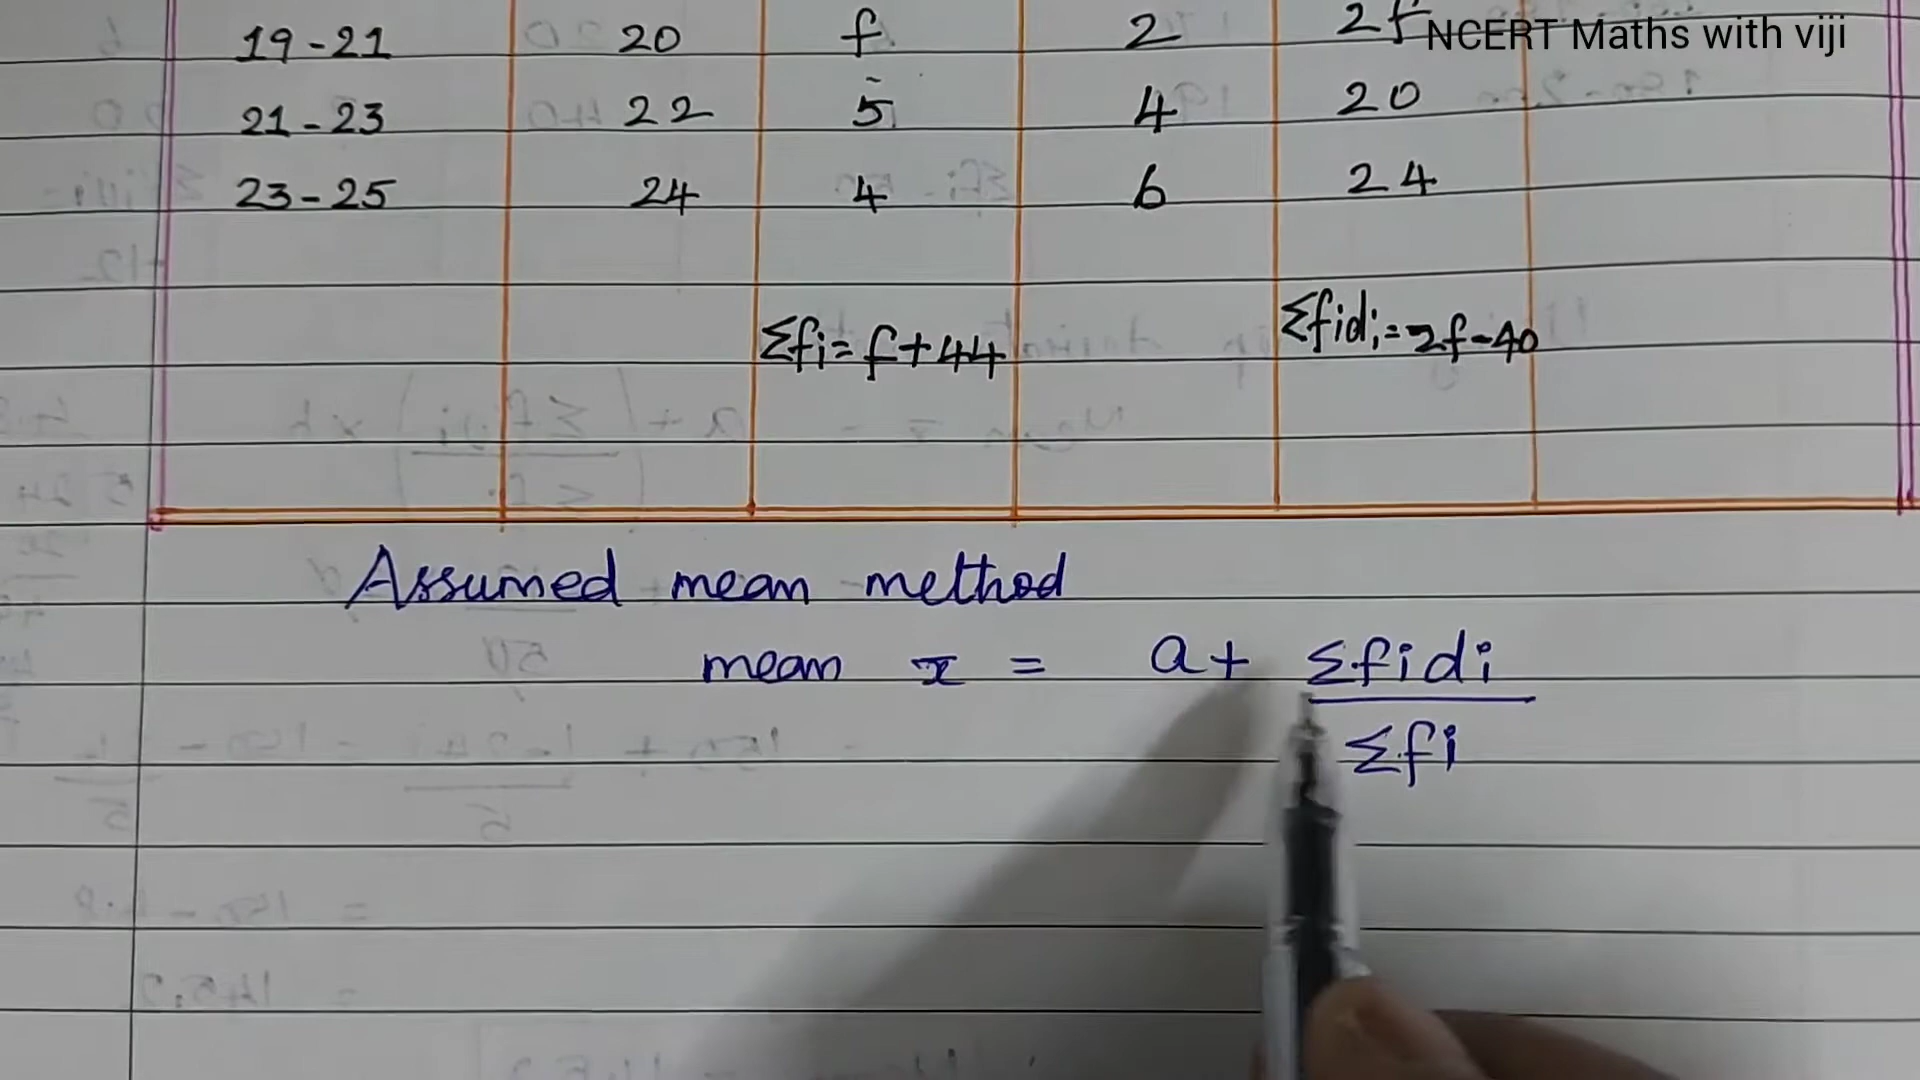 19-21 20 f 2 2f NCERT Maths with viji
21-23 22 5 4 20
23-25 24 4 6 24
Σfi= f+44 Σfidi=2f-40
Assumed mean method
mean x = a+ Σfidi
Σfi